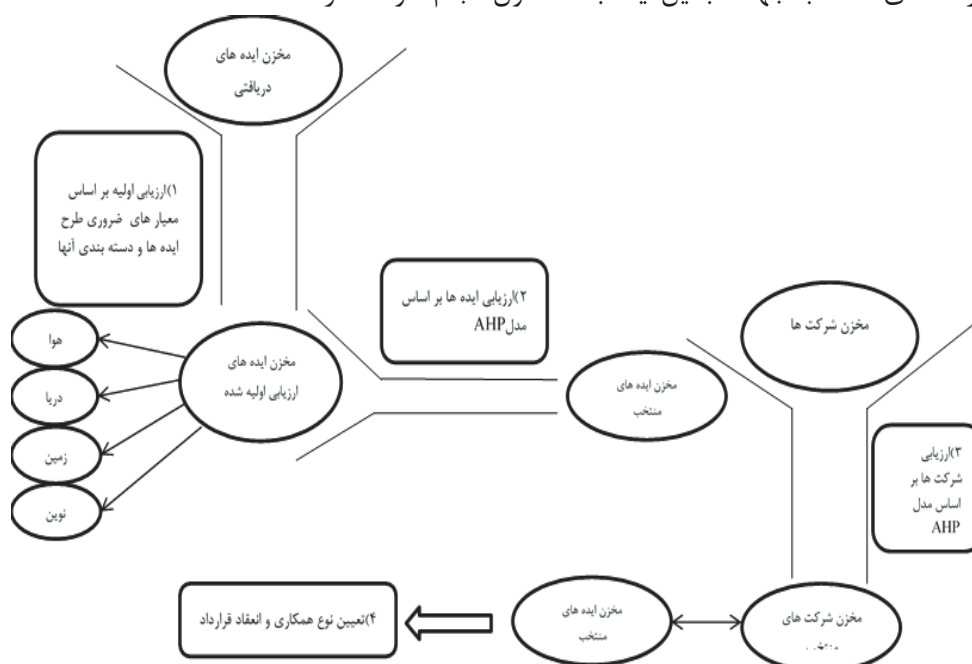 مخزن ایده های
دریافتی
۱)ارزیابی اولیه بر اساس
معیار های ضروری طرح
ایده ها و دسته بندی آنها
۲)ارزیابی ایده ها بر اساس
مدلAHP
مخزن شرکت ها
هوا
دریا
زمین
نوین
مخزن ایده های
ارزیابی اولیه شده
مخزن ایده های
منتخب
۳)ارزیابی
شرکت ها بر
اساس مدل
AHP
۴)تعیین نوع همکاری و انعقاد قرارداد
مخزن ایده های
منتخب
مخزن شرکت های